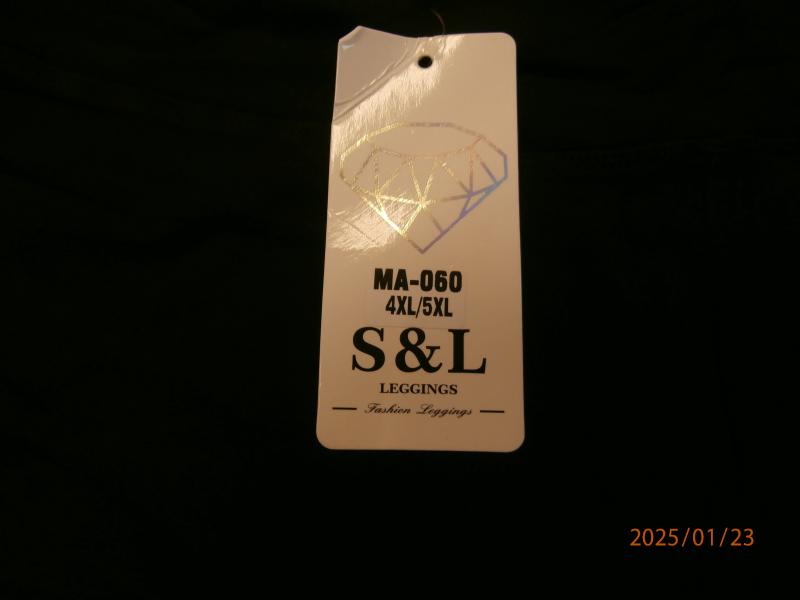 MA-060
4XL/5XL
S&L
LEGGINGS
Fashion Leggings
2025/01/23